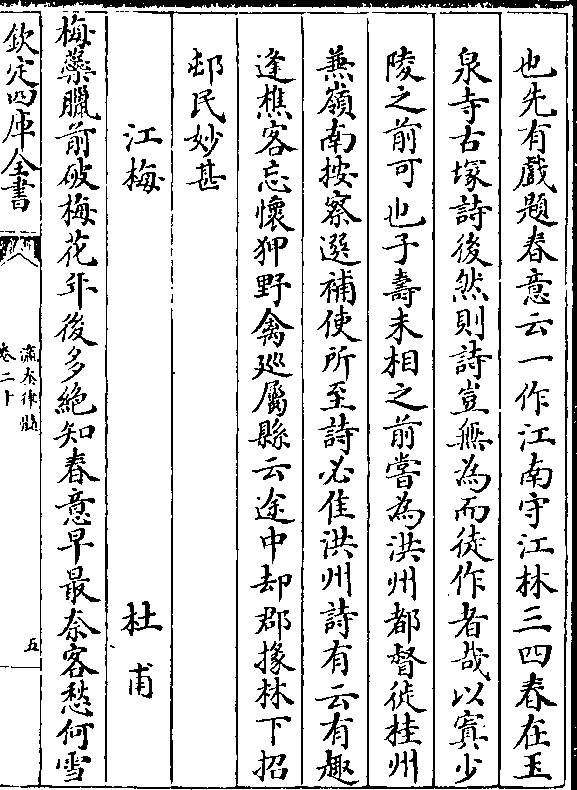 也先有戲題春意云一作江南守江林三四春在玉
泉寺古塚詩後然則詩豈無為而徒作者哉以寘少
陵之前可也子壽未相之前嘗為洪州都督徙桂州
兼嶺南按察選補使所至詩必佳洪州詩有云有趣
逢樵客忘懷狎野禽廵屬縣云途中却郡掾林下招
邨民妙甚
江梅　杜甫
梅蘂臘前破梅花年後多絶知春意早最奈客愁何雪
欽定四庫全書
瀛奎律髓
卷二十
五